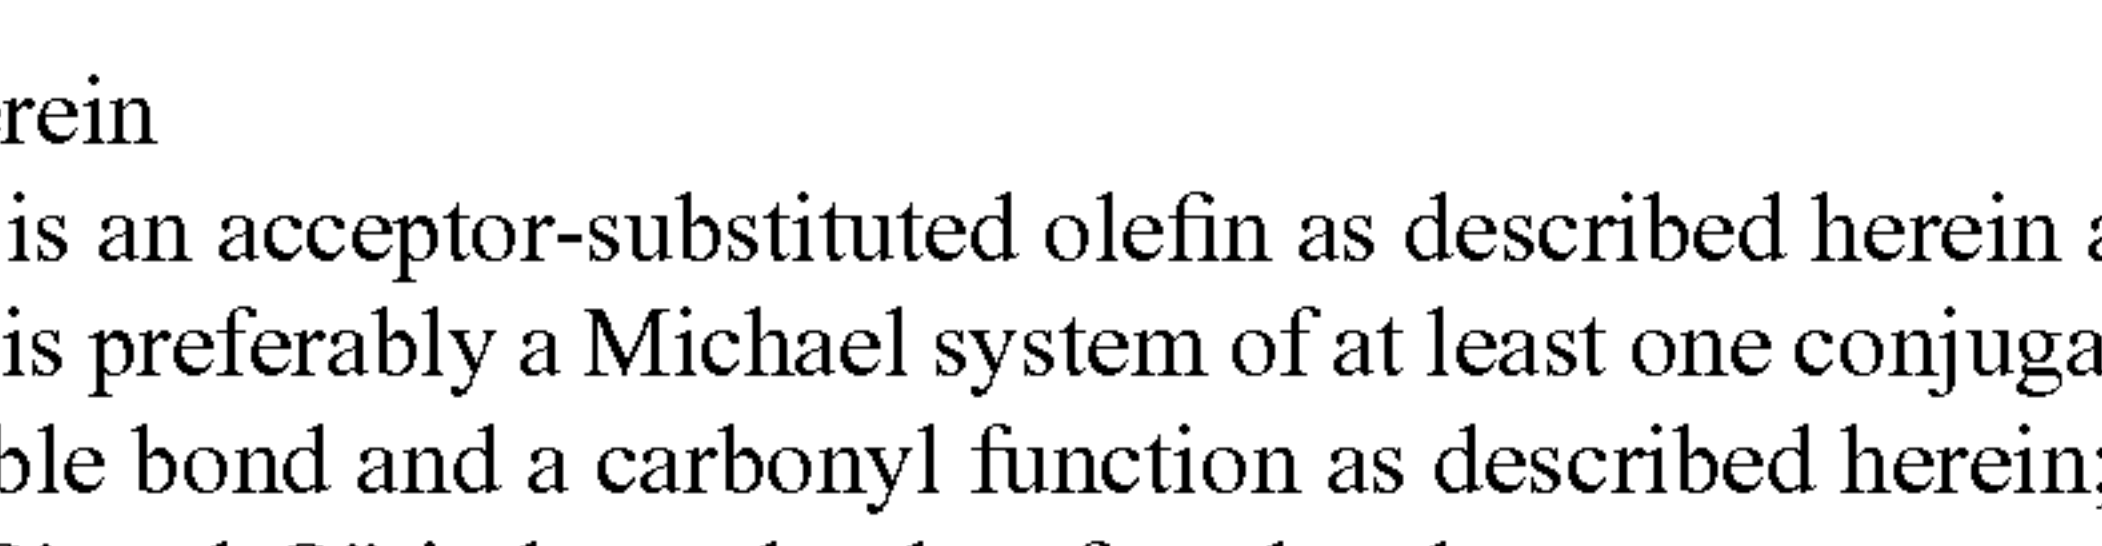 rein
is an acceptor-substituted olefin as described herein
is preferably a Michael system of at least one conjuga
ble bond and a carbonyl function as described herein;